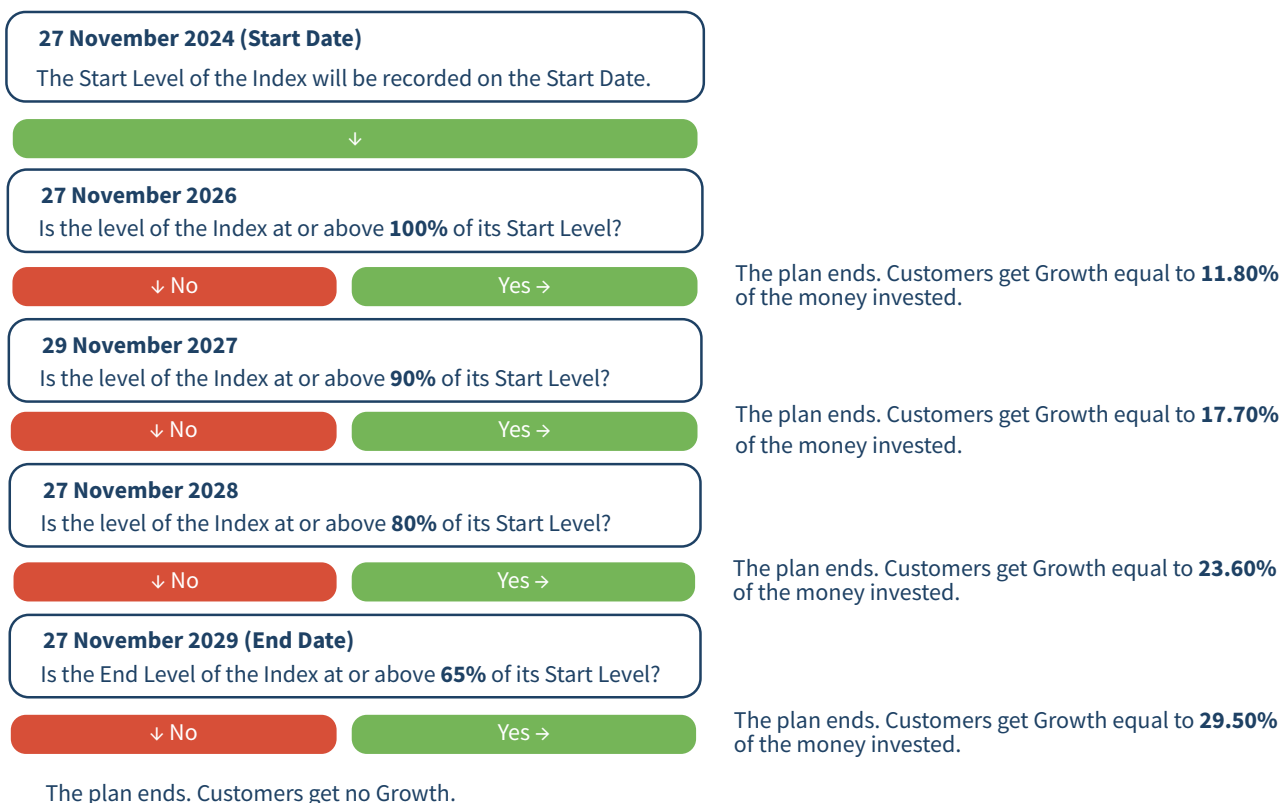 27 November 2024 (Start Date)
The Start Level of the Index will be recorded on the Start Date.
↓
27 November 2026
Is the level of the Index at or above 100% of its Start Level?
↓ No
Yes →
The plan ends. Customers get Growth equal to 11.80%
of the money invested.
29 November 2027
Is the level of the Index at or above 90% of its Start Level?
↓ No
Yes →
The plan ends. Customers get Growth equal to 17.70%
of the money invested.
27 November 2028
Is the level of the Index at or above 80% of its Start Level?
↓ No
Yes →
The plan ends. Customers get Growth equal to 23.60%
of the money invested.
27 November 2029 (End Date)
Is the End Level of the Index at or above 65% of its Start Level?
↓ No
Yes →
The plan ends. Customers get Growth equal to 29.50%
of the money invested.
The plan ends. Customers get no Growth.